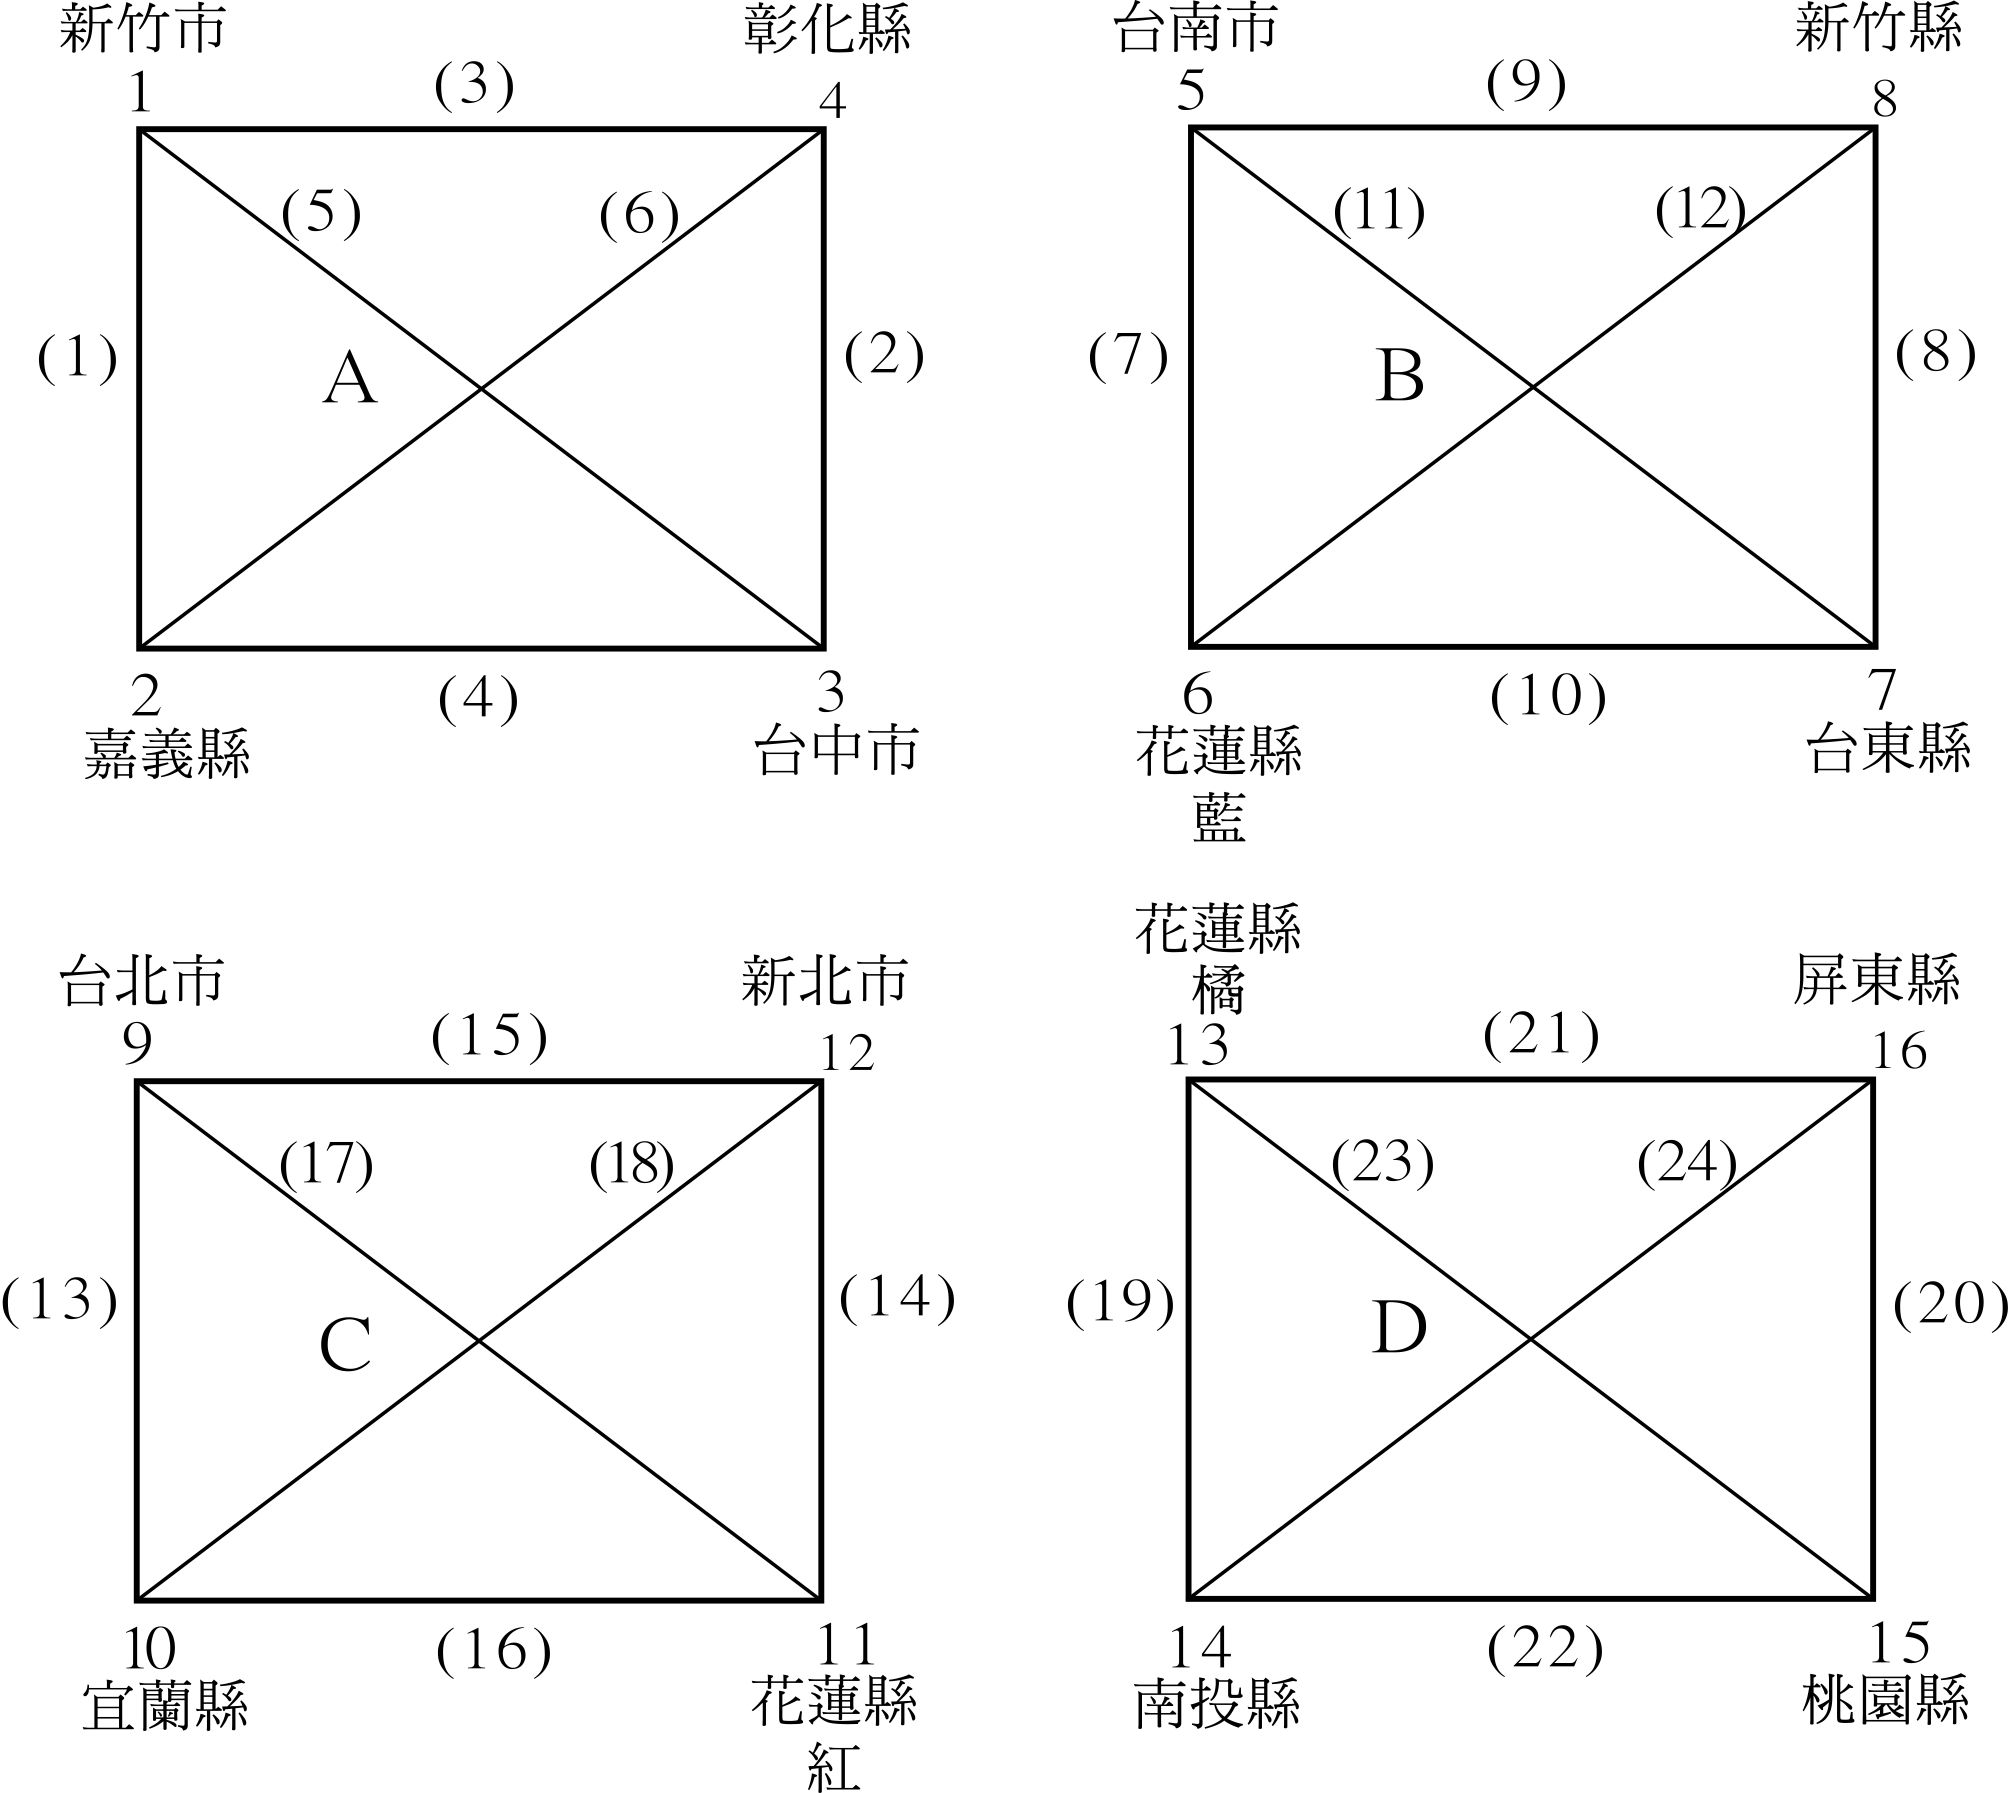 新竹市
1
(3)
彰化縣
4
(5)
(6)
(1)
A
(2)
2
嘉義縣
(4)
3
台中市
台南市
5
(9)
新竹縣
8
(11)
(12)
(7)
B
(8)
6
花蓮縣
藍
(10)
7
台東縣
台北市
9
(15)
新北市
12
(17)
(18)
(13)
C
(14)
10
宜蘭縣
(16)
11
花蓮縣
紅
花蓮縣
橘
13
(21)
屏東縣
16
(23)
(24)
(19)
D
(20)
14
南投縣
(22)
15
桃園縣